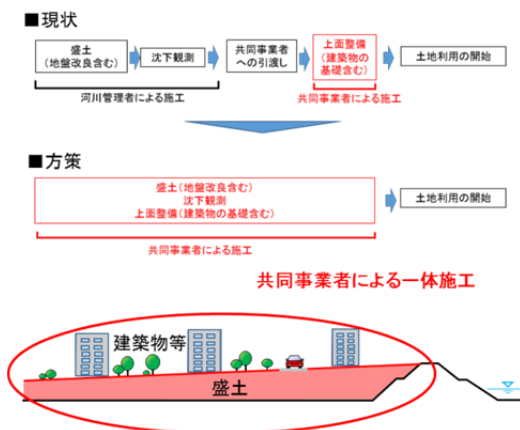 ■現状
盛土
(地盤改良含む)
沈下観測
共同事業者
への引渡し
上面整備
(建築物の
基礎含む)
土地利用の開始
河川管理者による施工
共同事業者による施工
■方策
盛土(地盤改良含む)
沈下観測
上面整備(建築物の基礎含む)
土地利用の開始
共同事業者による施工
共同事業者による一体施工
建築物等
盛土